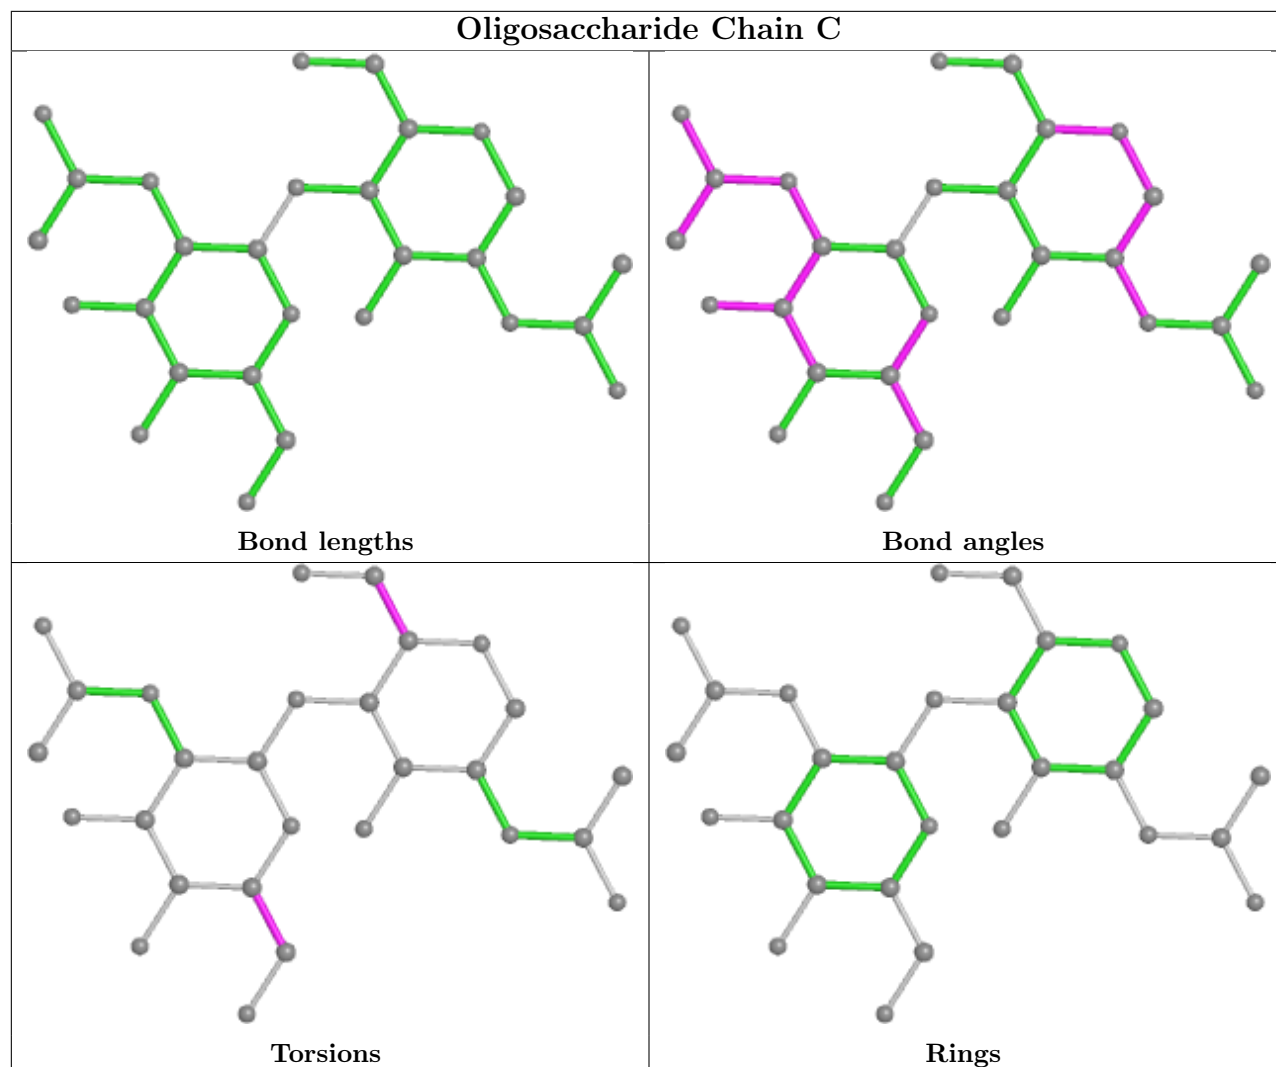 Oligosaccharide Chain C
Bond lengths
Bond angles
Torsions
Rings